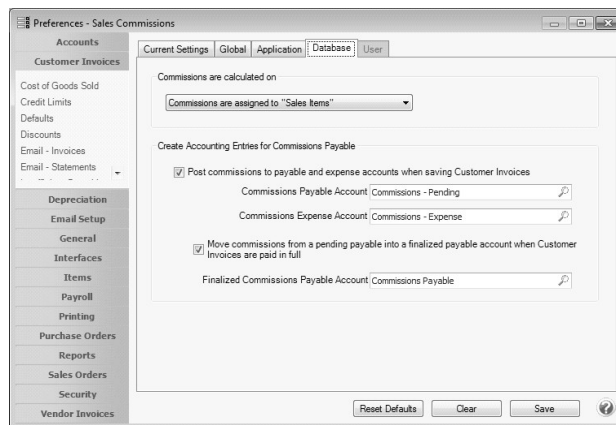 Preferences - Sales Commissions
Accounts
Customer Invoices
Cost of Goods Sold
Credit Limits
Defaults
Discounts
Email - Invoices
Email - Statements
Depreciation
Email Setup
General
Interfaces
Items
Payroll
Printing
Purchase Orders
Reports
Sales Orders
Security
Vendor Invoices
Current Settings Global Application Database User
Commissions are calculated on
Commissions are assigned to "Sales Items"
Create Accounting Entries for Commissions Payable
Post commissions to payable and expense accounts when saving Customer Invoices
Commissions Payable Account Commissions - Pending
Commissions Expense Account Commissions - Expense
Move commissions from a pending payable into a finalized payable account when Customer
Invoices are paid in full
Finalized Commissions Payable Account Commissions Payable
Reset Defaults Clear Save